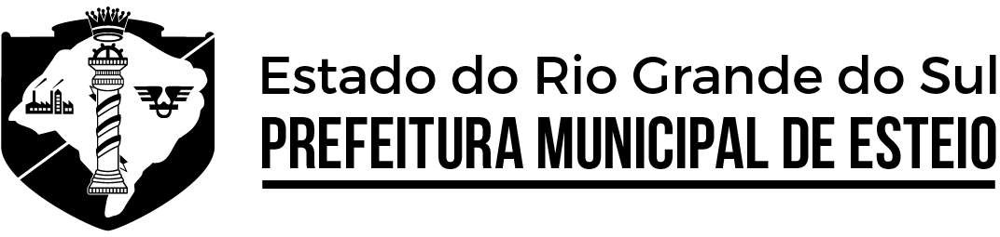 Estado do Rio Grande do Sul
PREFEITURA MUNICIPAL DE ESTEIO